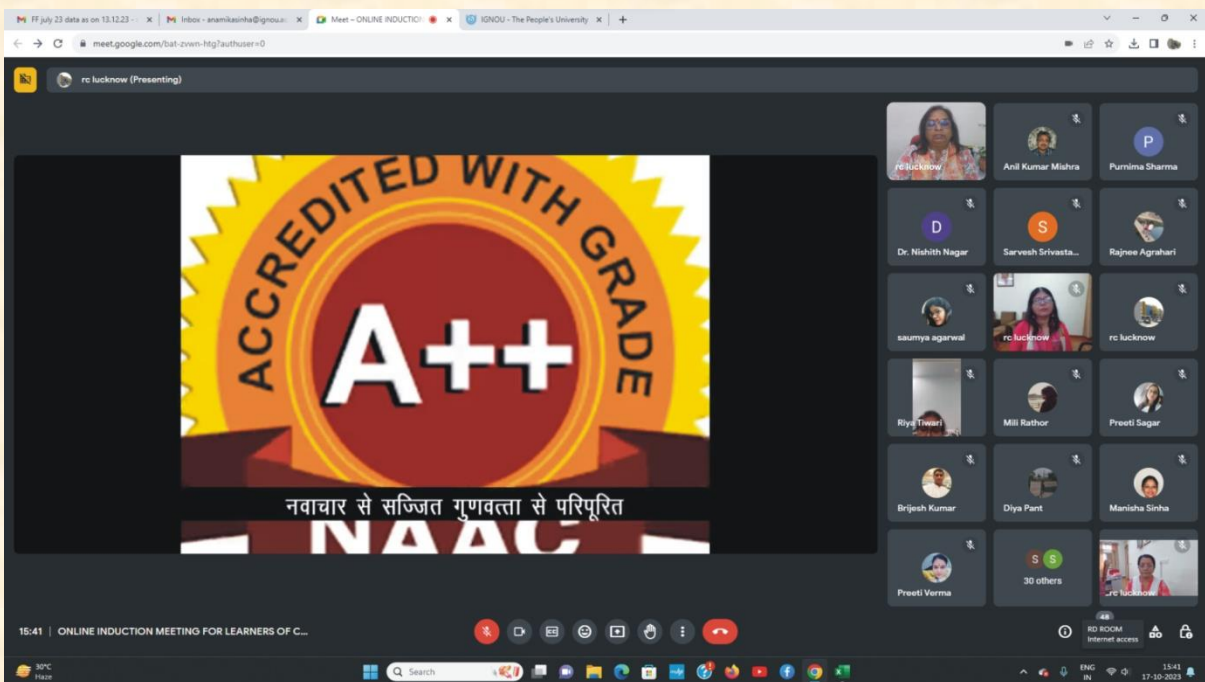 FF july 23 data as on 13.12.23 -
Inbox - anamikasinha@ignou.ac
Meet – ONLINE INDUCTION
IGNOU - The People's University
meet.google.com/bat-zvwn-htg?authuser=0
rc lucknow (Presenting)
ACCREDITED WITH GRADE
A++
नवाचार से सज्जित गुणवत्ता से परिपूरित
NAAC
rc lucknow
Anil Kumar Mishra
P
Purnima Sharma
D
Dr. Nishith Nagar
S
Sarvesh Srivasta...
Rajnee Agrahari
saumya agarwal
rc lucknow
rc lucknow
Riya Tiwari
Mili Rathor
Preeti Sagar
Brijesh Kumar
Diya Pant
Manisha Sinha
Preeti Verma
S S
30 others
rc lucknow
15:41 | ONLINE INDUCTION MEETING FOR LEARNERS OF C...
48
RD ROOM
Internet access
30°C
Haze
Search
ENG
IN
15:41
17-10-2023